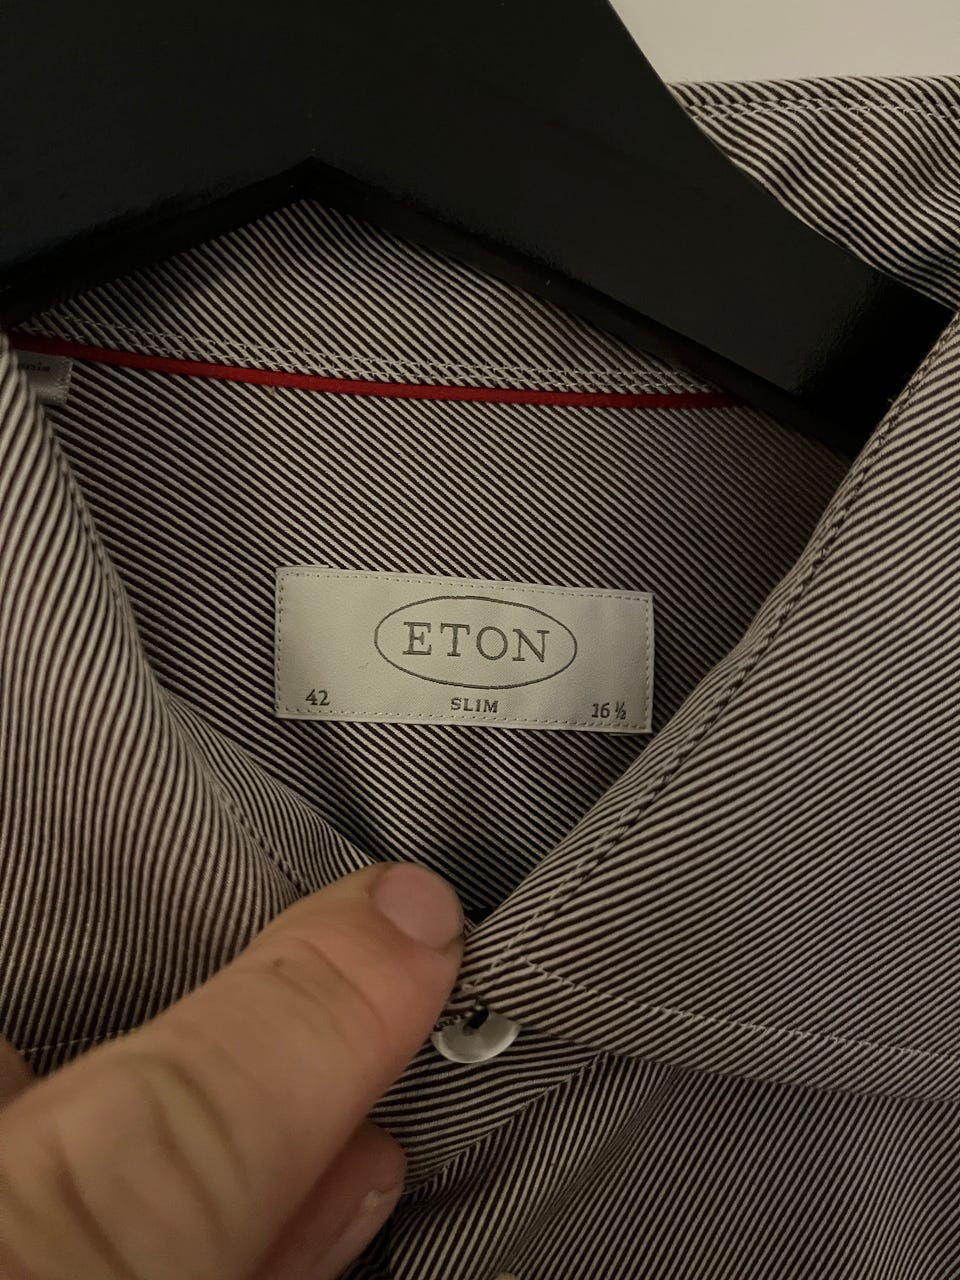 ETON
42 SLIM 16 ½